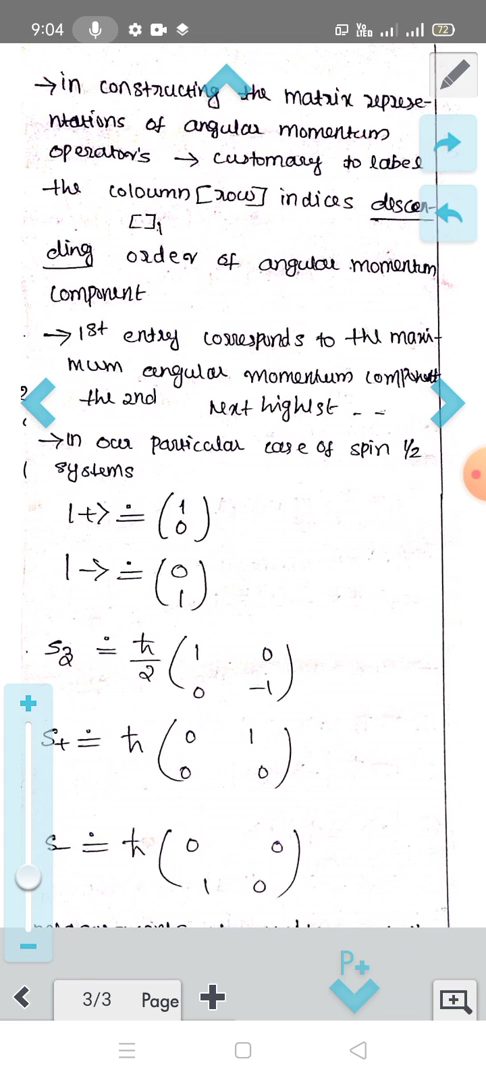 9:04
Vo
LTE
72
→in constructing the matrix represe-
ntations of angular momentum
operator's → customary to label
the coloumn [row] indices descen-
[],
ding order of angular momentum
component
→ 1st entry corresponds to the maxi-
mum angular momentum component
the 2nd next highest - -
→In our particular case of spin 1/2
systems
|+> ≐ (1 0)
|-> ≐ (0 1)
Sz ≐ ħ/2 (1 0
0 -1)
S+ ≐ ħ (0 1
0 0)
S ≐ ħ (0 0
1 0)
P+
3/3 Page